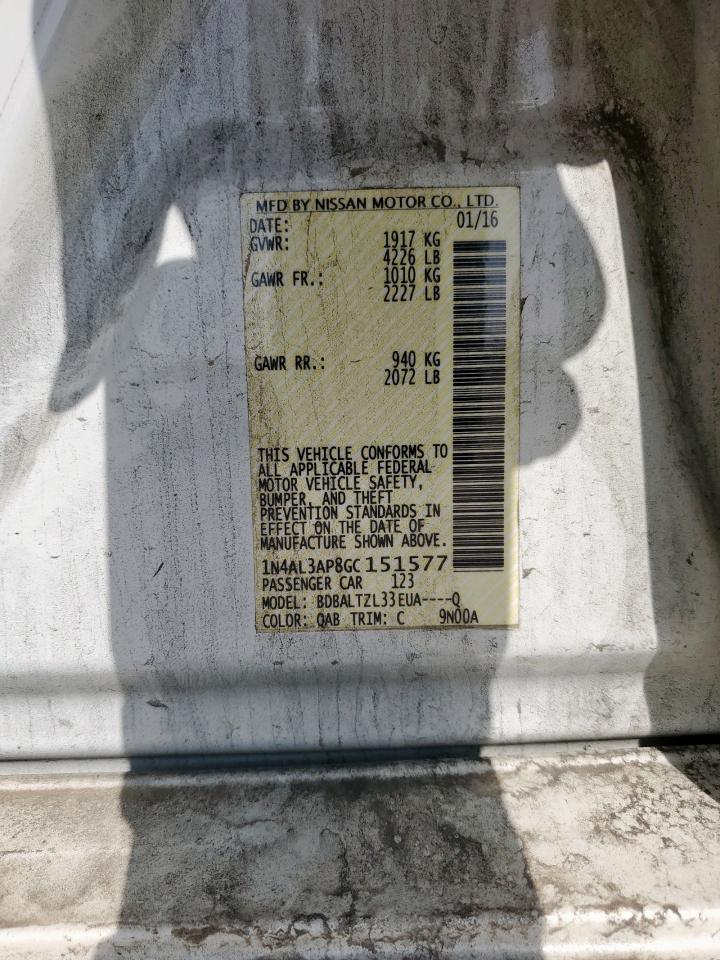 MFD BY NISSAN MOTOR CO., LTD.
DATE: 01/16
GVWR: 1917 KG
4226 LB
GAWR FR.: 1010 KG
2227 LB
GAWR RR.: 940 KG
2072 LB
THIS VEHICLE CONFORMS TO
ALL APPLICABLE FEDERAL
MOTOR VEHICLE SAFETY,
BUMPER, AND THEFT
PREVENTION STANDARDS IN
EFFECT ON THE DATE OF
MANUFACTURE SHOWN ABOVE.
1N4AL3AP8GC151577
PASSENGER CAR 123
MODEL: BDBALTZL33EUA----Q
COLOR: QAB TRIM: C 9N00A